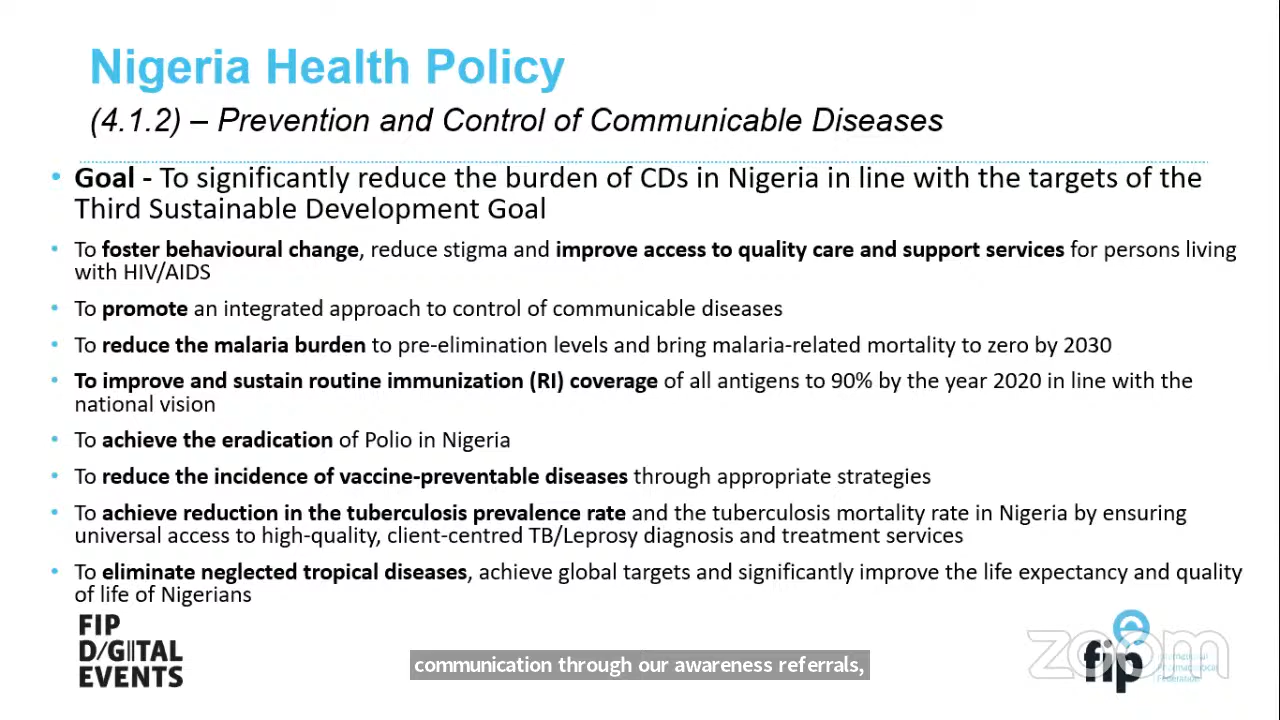 Nigeria Health Policy
(4.1.2) – Prevention and Control of Communicable Diseases
• Goal - To significantly reduce the burden of CDs in Nigeria in line with the targets of the
Third Sustainable Development Goal
• To foster behavioural change, reduce stigma and improve access to quality care and support services for persons living
with HIV/AIDS
• To promote an integrated approach to control of communicable diseases
• To reduce the malaria burden to pre-elimination levels and bring malaria-related mortality to zero by 2030
• To improve and sustain routine immunization (RI) coverage of all antigens to 90% by the year 2020 in line with the
national vision
• To achieve the eradication of Polio in Nigeria
• To reduce the incidence of vaccine-preventable diseases through appropriate strategies
• To achieve reduction in the tuberculosis prevalence rate and the tuberculosis mortality rate in Nigeria by ensuring
universal access to high-quality, client-centred TB/Leprosy diagnosis and treatment services
• To eliminate neglected tropical diseases, achieve global targets and significantly improve the life expectancy and quality
of life of Nigerians
FIP
DIGITAL
EVENTS
communication through our awareness referrals,
zoom
fip
Federation